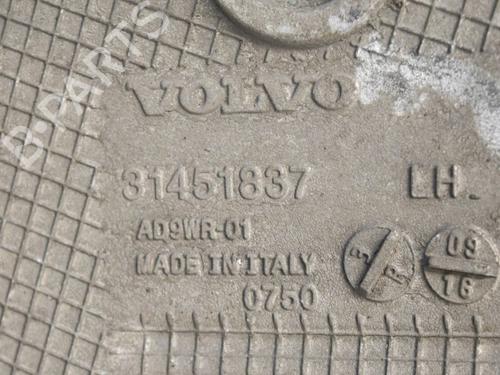 VOLVO
31451837 LH
AD9WR-01
MADE IN ITALY
0750
09
16
B-PARTS